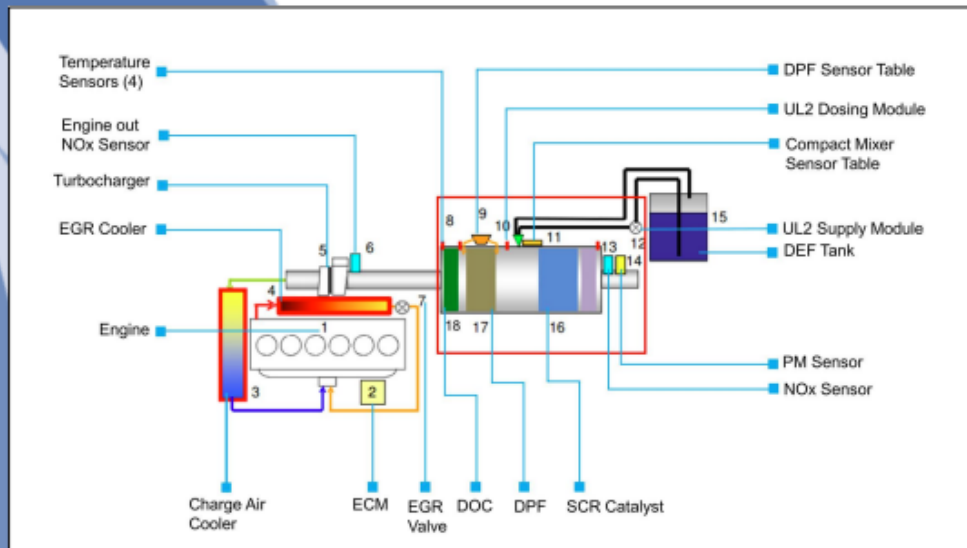 Temperature
Sensors (4)
Engine out
NOx Sensor
Turbocharger
EGR Cooler
Engine
DPF Sensor Table
UL2 Dosing Module
Compact Mixer
Sensor Table
UL2 Supply Module
DEF Tank
PM Sensor
NOx Sensor
8
9
10
11
12
15
13
14
5
6
4
7
1
18
17
16
3
2
Charge Air
Cooler
ECM
EGR
Valve
DOC
DPF
SCR Catalyst